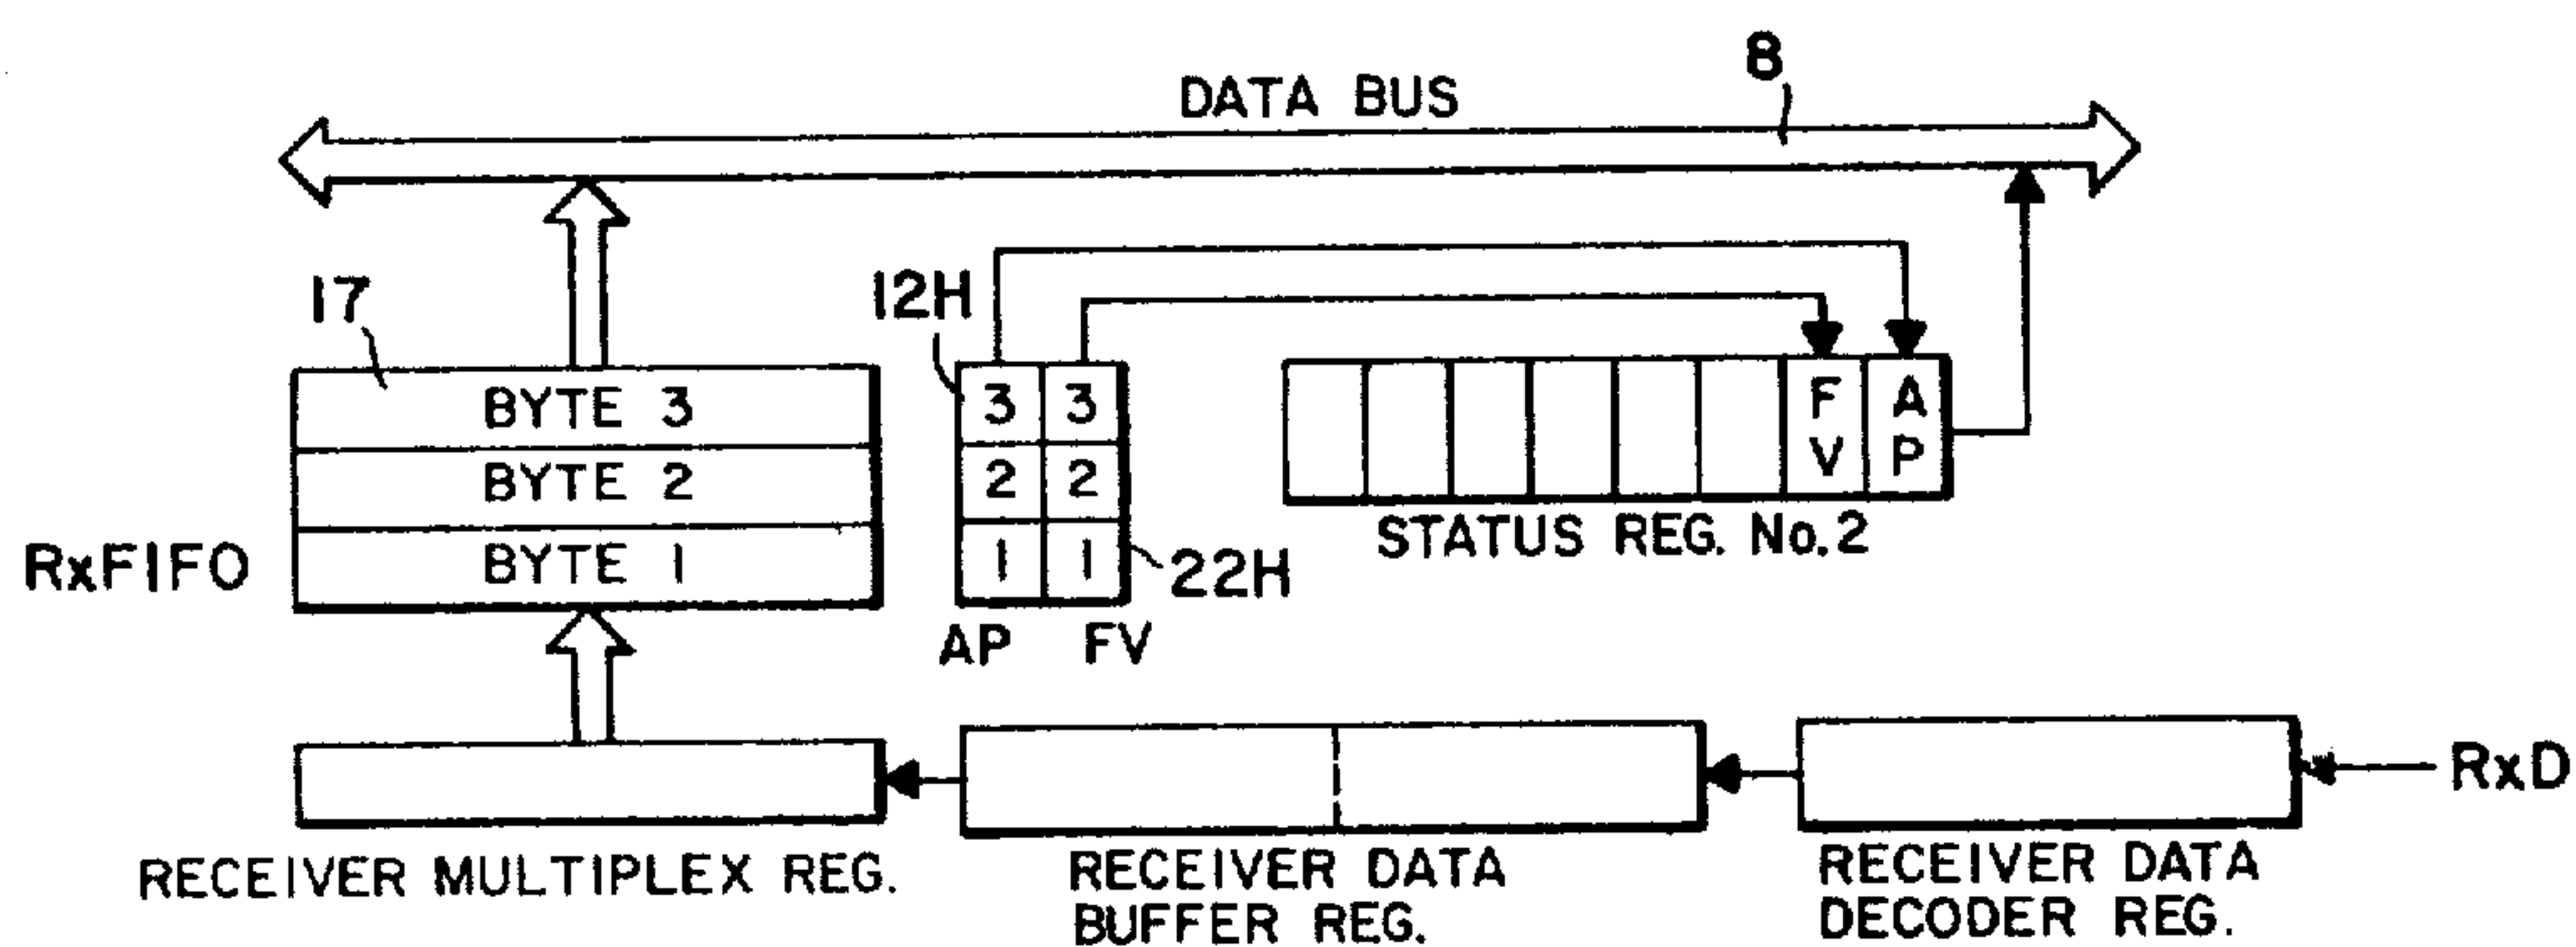 8
DATA BUS
17
12H
BYTE 3
BYTE 2
BYTE 1
RxFIFO
3 3
2 2
1 1
22H
AP FV
F V
A P
STATUS REG. No. 2
RxD
RECEIVER MULTIPLEX REG.
RECEIVER DATA
BUFFER REG.
RECEIVER DATA
DECODER REG.